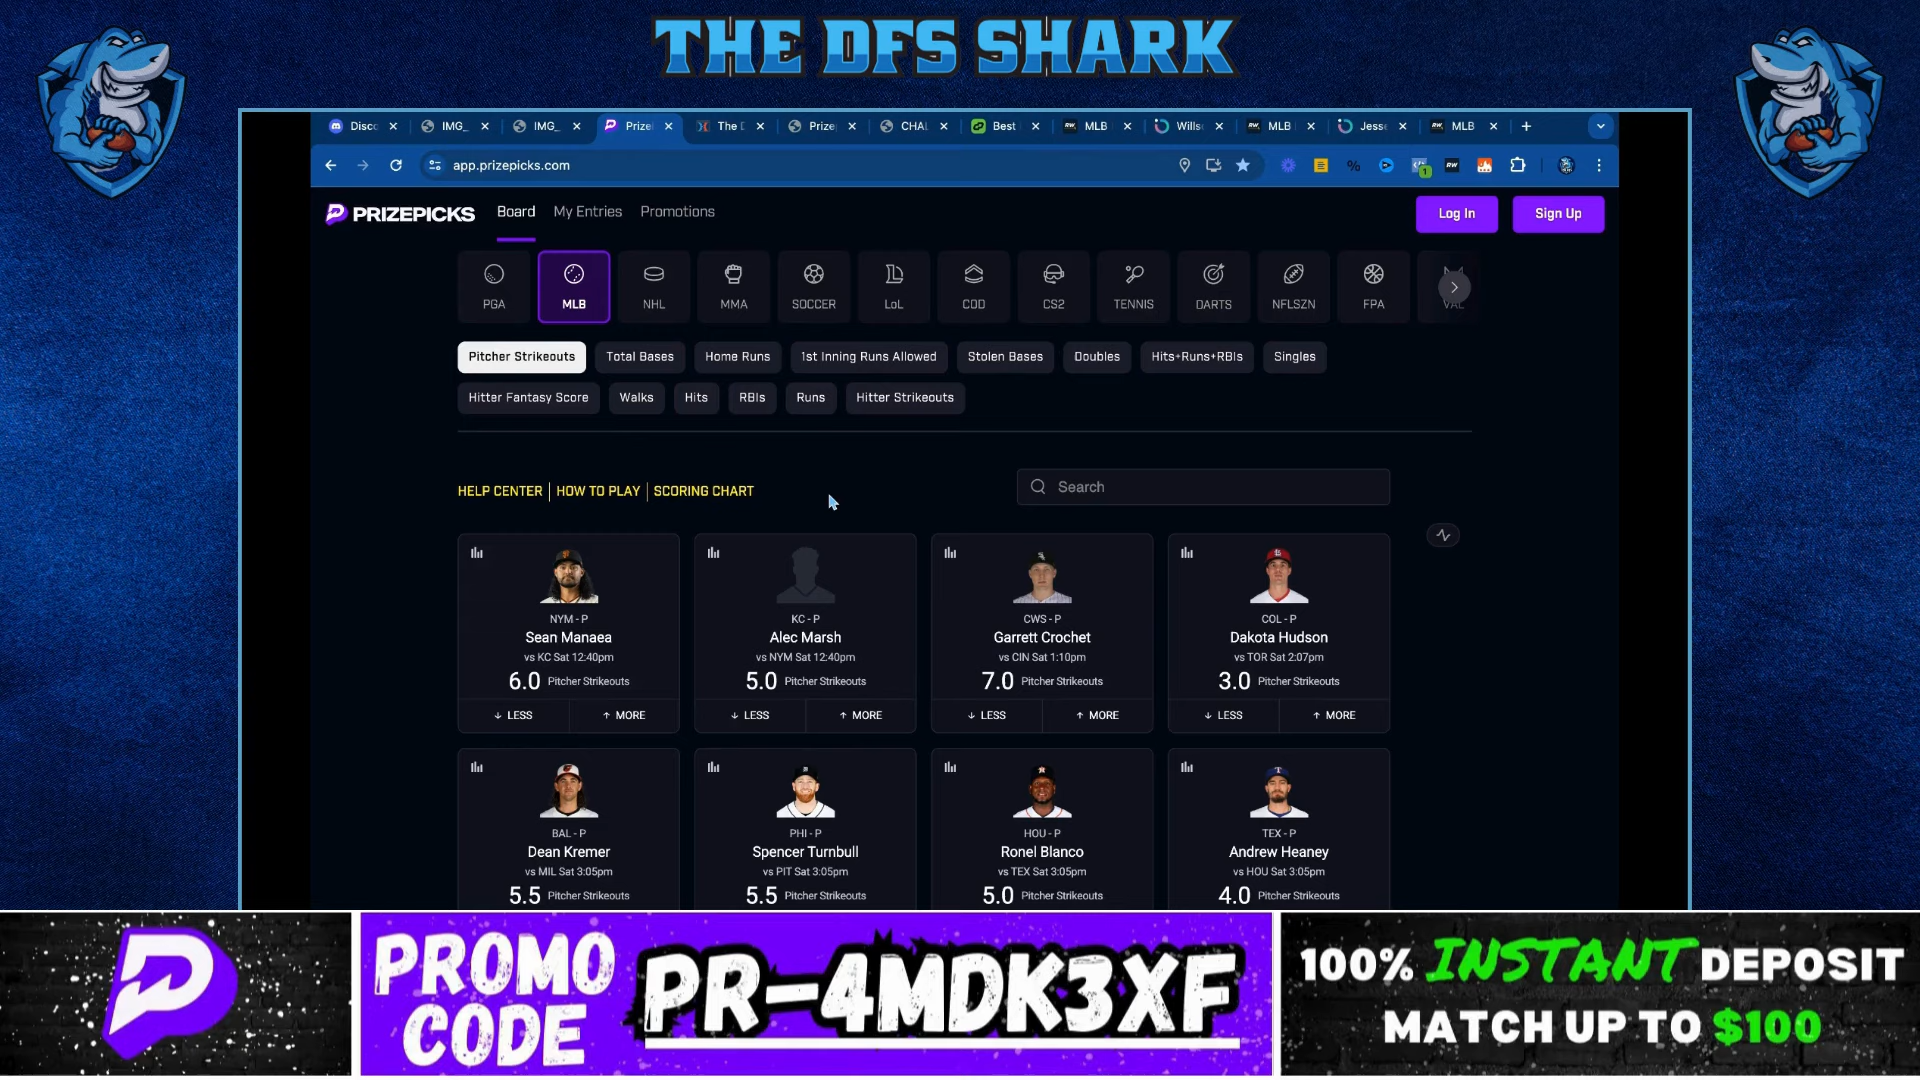 THE DFS SHARK
Disco IMG_ IMG_ Prize The D Prize CHAL Best MLB Wills MLB Jesse MLB
app.prizepicks.com
1
PRIZEPICKS Board My Entries Promotions Log In Sign Up
PGA MLB NHL MMA SOCCER LoL COD CS2 TENNIS DARTS NFLSZN FPA VAL
Pitcher Strikeouts Total Bases Home Runs 1st Inning Runs Allowed Stolen Bases Doubles Hits+Runs+RBIs Singles
Hitter Fantasy Score Walks Hits RBIs Runs Hitter Strikeouts
HELP CENTER | HOW TO PLAY | SCORING CHART
Search
NYM - P KC - P CWS - P COL - P
Sean Manaea Alec Marsh Garrett Crochet Dakota Hudson
vs KC Sat 12:40pm vs NYM Sat 12:40pm vs CIN Sat 1:10pm vs TOR Sat 2:07pm
6.0 Pitcher Strikeouts 5.0 Pitcher Strikeouts 7.0 Pitcher Strikeouts 3.0 Pitcher Strikeouts
↓ LESS ↑ MORE ↓ LESS ↑ MORE ↓ LESS ↑ MORE ↓ LESS ↑ MORE
BAL - P PHI - P HOU - P TEX - P
Dean Kremer Spencer Turnbull Ronel Blanco Andrew Heaney
vs MIL Sat 3:05pm vs PIT Sat 3:05pm vs TEX Sat 3:05pm vs HOU Sat 3:05pm
5.5 Pitcher Strikeouts 5.5 Pitcher Strikeouts 5.0 Pitcher Strikeouts 4.0 Pitcher Strikeouts
PROMO
CODE
PR-4MDK3XF
100% INSTANT DEPOSIT
MATCH UP TO $100